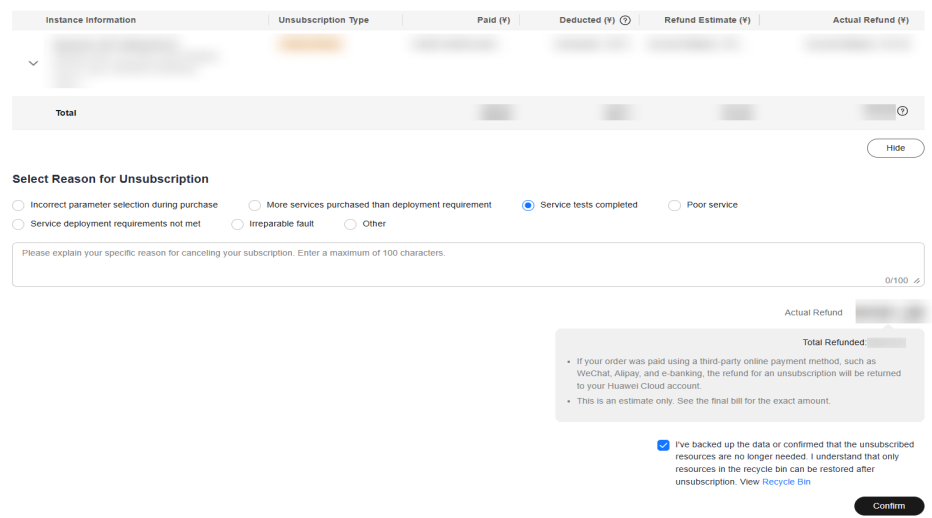 Instance Information Unsubscription Type Paid (¥) Deducted (¥) ? Refund Estimate (¥) Actual Refund (¥)
Total ?
Hide
Select Reason for Unsubscription
Incorrect parameter selection during purchase More services purchased than deployment requirement Service tests completed Poor service
Service deployment requirements not met Irreparable fault Other
Please explain your specific reason for canceling your subscription. Enter a maximum of 100 characters.
0/100
Actual Refund
Total Refunded:
• If your order was paid using a third-party online payment method, such as
WeChat, Alipay, and e-banking, the refund for an unsubscription will be returned
to your Huawei Cloud account.
• This is an estimate only. See the final bill for the exact amount.
I've backed up the data or confirmed that the unsubscribed
resources are no longer needed. I understand that only
resources in the recycle bin can be restored after
unsubscription. View Recycle Bin
Confirm